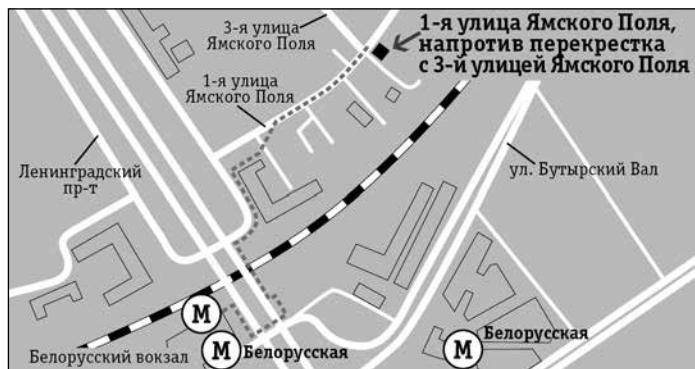 3-я улица
Ямского Поля
1-я улица Ямского Поля,
напротив перекрестка
с 3-й улицей Ямского Поля
1-я улица
Ямского Поля
Ленинградский
пр-т
ул. Бутырский Вал
М
М
Белорусская
М
Белорусская
Белорусский вокзал